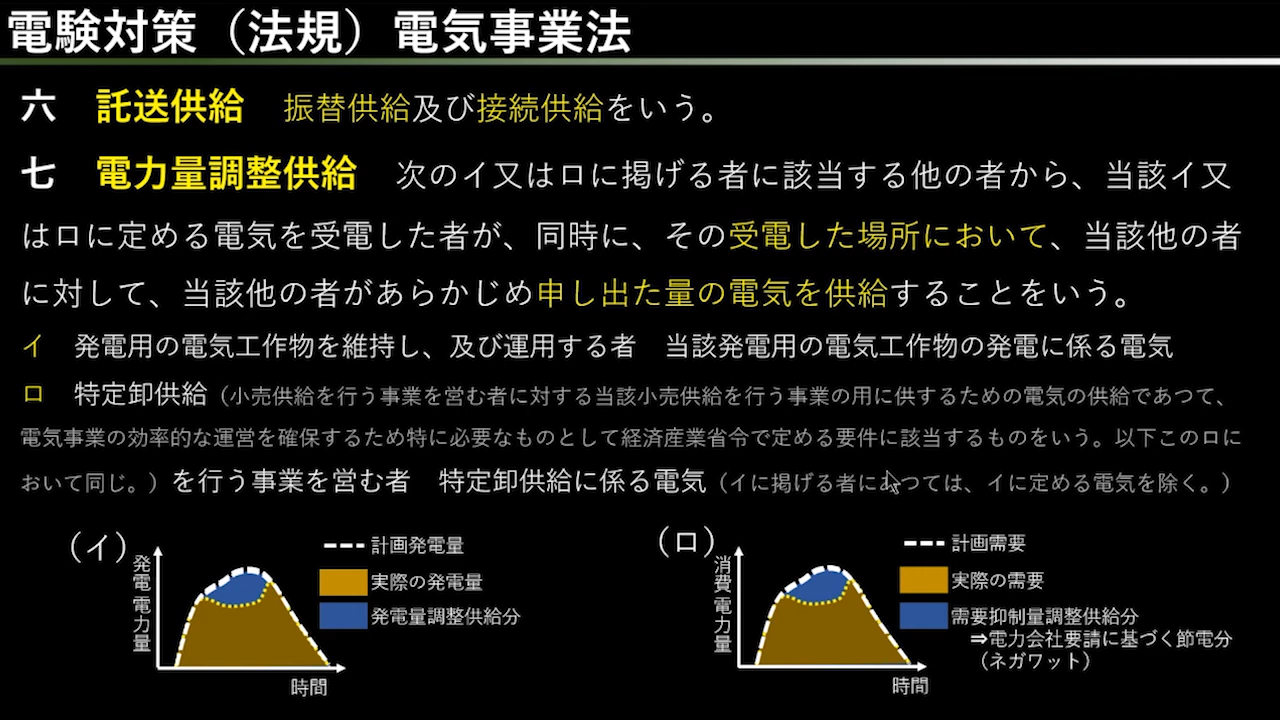 電験対策（法規）電気事業法
六　託送供給　振替供給及び接続供給をいう。
七　電力量調整供給　次のイ又はロに掲げる者に該当する他の者から、当該イ又
はロに定める電気を受電した者が、同時に、その受電した場所において、当該他の者
に対して、当該他の者があらかじめ申し出た量の電気を供給することをいう。
イ　発電用の電気工作物を維持し、及び運用する者　当該発電用の電気工作物の発電に係る電気
ロ　特定卸供給（小売供給を行う事業を営む者に対する当該小売供給を行う事業の用に供するための電気の供給であつて、
電気事業の効率的な運営を確保するため特に必要なものとして経済産業省令で定める要件に該当するものをいう。以下このロに
おいて同じ。）を行う事業を営む者　特定卸供給に係る電気（イに掲げる者にあつては、イに定める電気を除く。）
（イ）
発電電力量
計画発電量
実際の発電量
発電量調整供給分
時間
（ロ）
消費電力量
計画需要
実際の需要
需要抑制量調整供給分
⇒電力会社要請に基づく節電分
（ネガワット）
時間